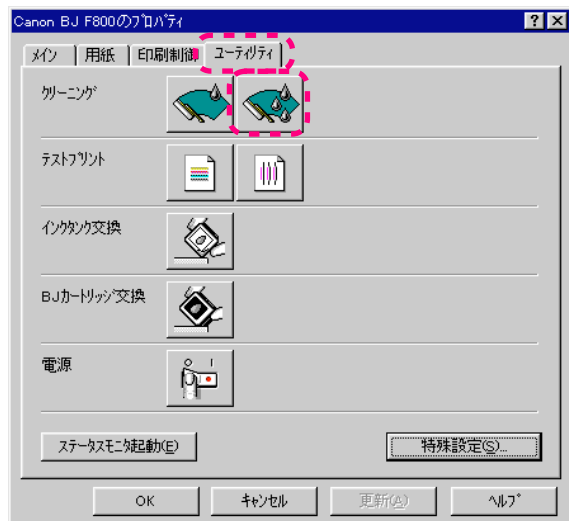 Canon BJ F800のﾌﾟﾛﾊﾟﾃｨ
ﾒｲﾝ 用紙 印刷制御 ﾕｰﾃｨﾘﾃｨ
ｸﾘｰﾆﾝｸﾞ
ﾃｽﾄﾌﾟﾘﾝﾄ
ｲﾝｸﾀﾝｸ交換
BJｶｰﾄﾘｯｼﾞ交換
電源
ｽﾃｰﾀｽﾓﾆﾀ起動(E) 特殊設定(S)...
OK ｷｬﾝｾﾙ 更新(A) ﾍﾙﾌﾟ